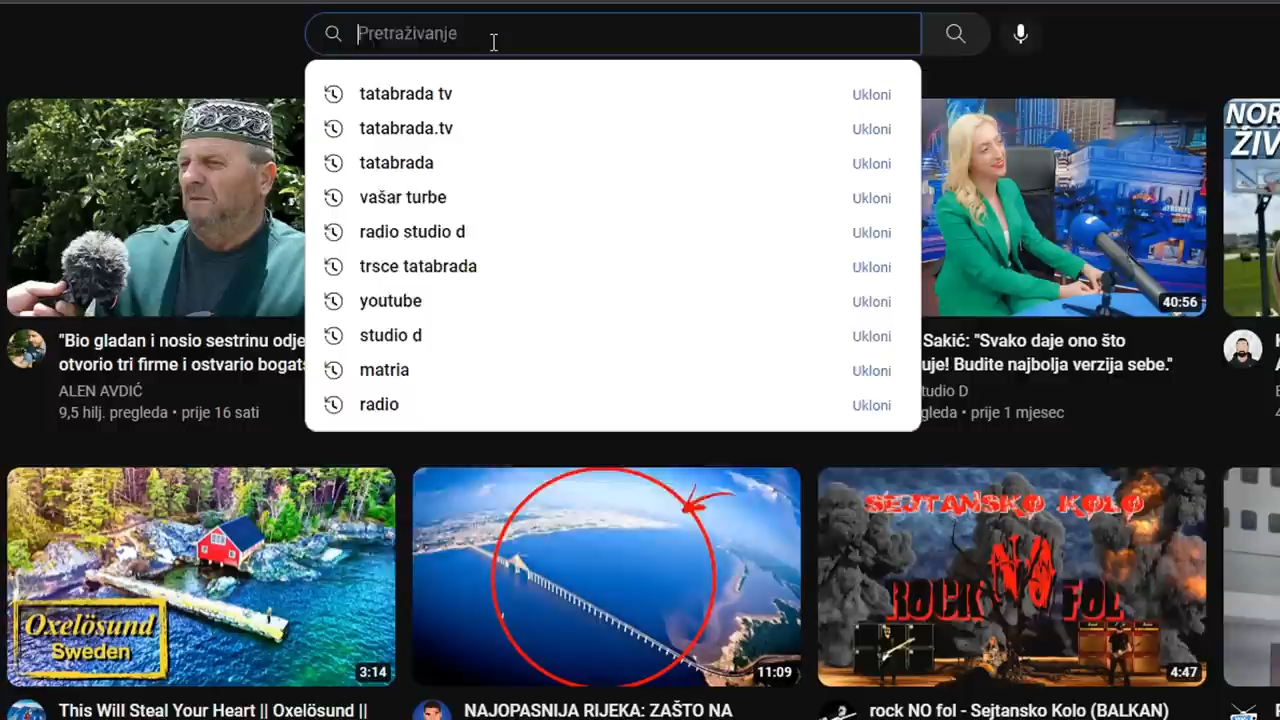 Pretraživanje
tatabrada tv Ukloni
tatabrada.tv Ukloni
tatabrada Ukloni
vašar turbe Ukloni
radio studio d Ukloni
trsce tatabrada Ukloni
youtube Ukloni
studio d Ukloni
matria Ukloni
radio Ukloni
40:56
"Bio gladan i nosio sestrinu odje
otvorio tri firme i ostvario bogats
ALEN AVDIĆ
9,5 hilj. pregleda • prije 16 sati
Sakić: "Svako daje ono što
uje! Budite najbolja verzija sebe."
tudio D
gleda • prije 1 mjesec
NOR
ŽIV
Oxelösund
Sweden
3:14
11:09
SEJTANSKO KOLO
ROCK NO FOL
4:47
This Will Steal Your Heart || Oxelösund ||
NAJOPASNIJA RIJEKA: ZAŠTO NA
rock NO fol - Sejtansko Kolo (BALKAN)